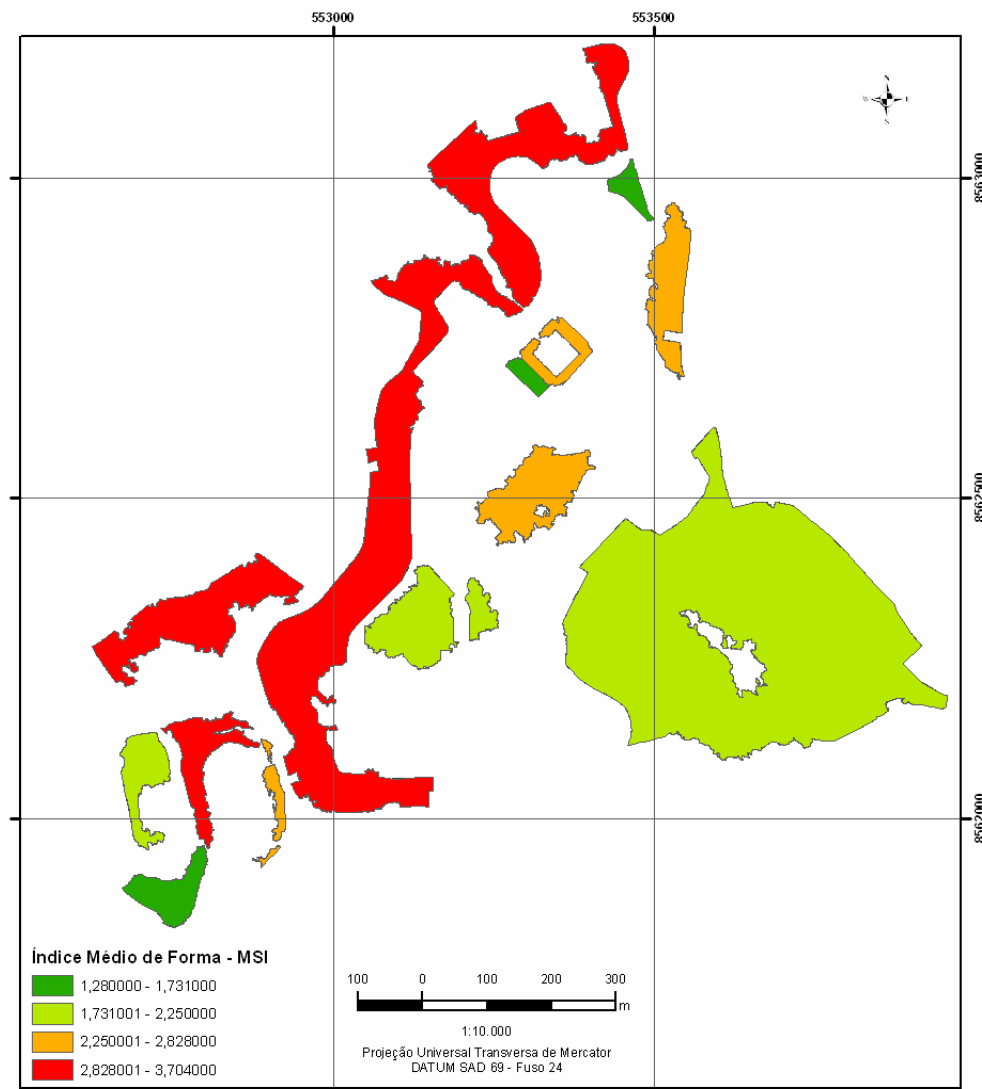 553000
553500
N
W
E
S
8563000
8562500
8562000
Índice Médio de Forma - MSI
1,280000 - 1,731000
1,731001 - 2,250000
2,250001 - 2,828000
2,828001 - 3,704000
100 0 100 200 300
m
1:10.000
Projeção Universal Transversa de Mercator
DATUM SAD 69 - Fuso 24